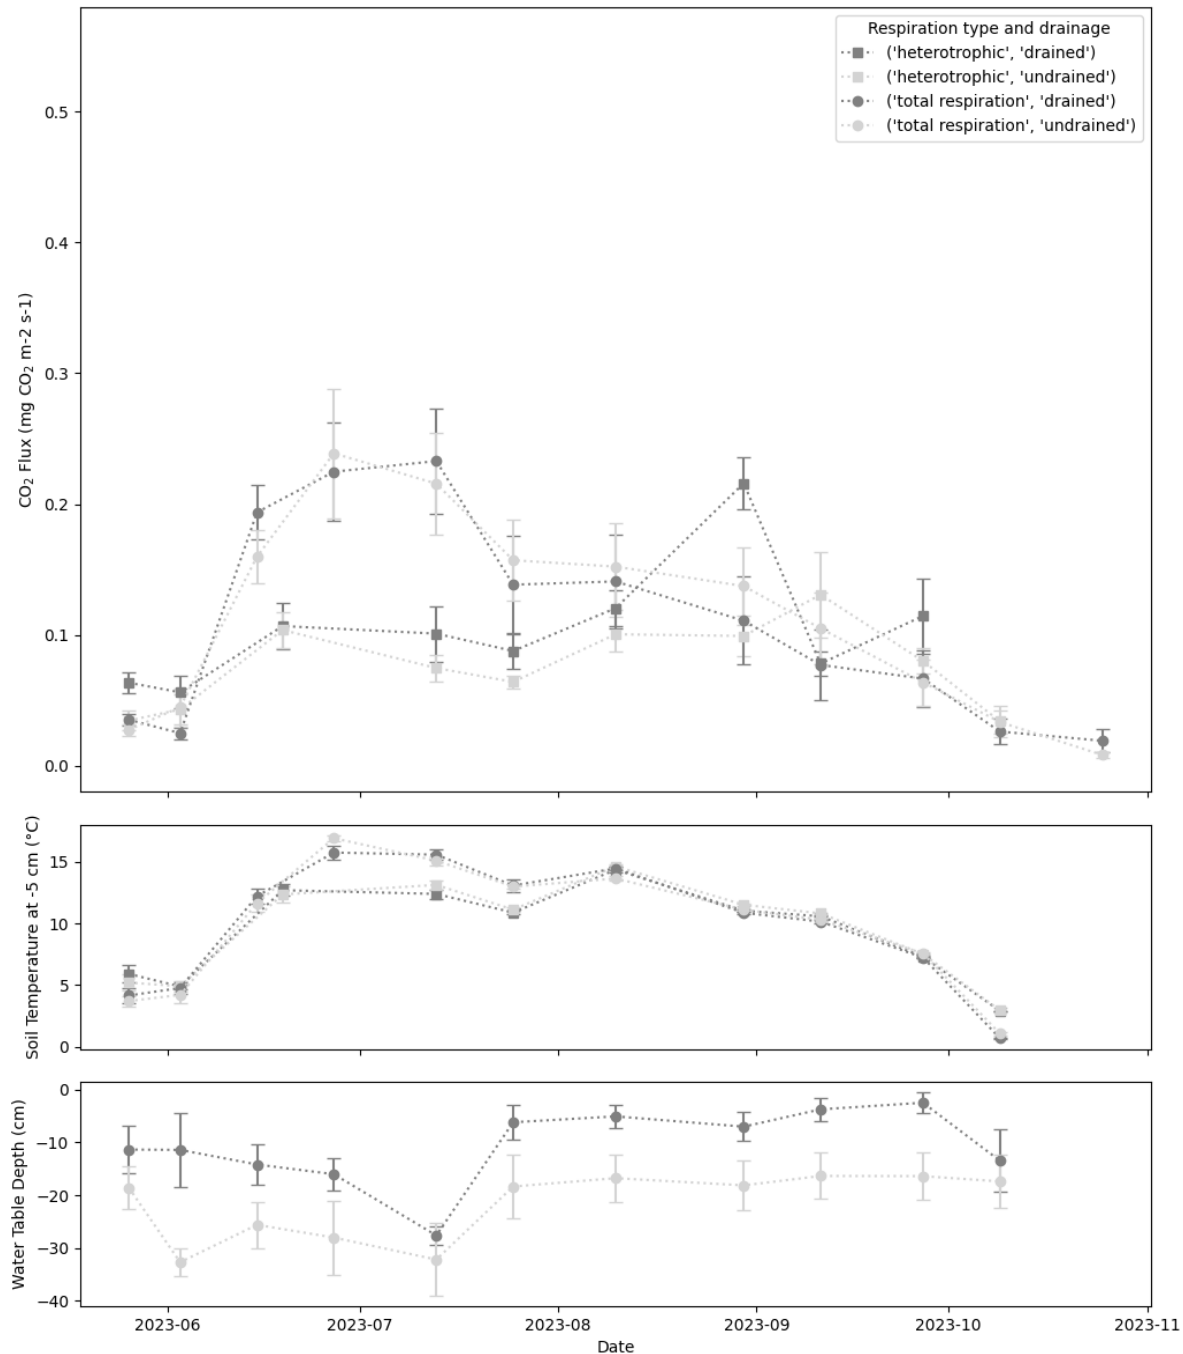 Respiration type and drainage
('heterotrophic', 'drained')
('heterotrophic', 'undrained')
('total respiration', 'drained')
('total respiration', 'undrained')
0.5
0.4
0.3
0.2
0.1
0.0
CO₂ Flux (mg CO₂ m-2 s-1)
15
10
5
0
Soil Temperature at -5 cm (°C)
0
−10
−20
−30
−40
Water Table Depth (cm)
2023-06
2023-07
2023-08
2023-09
2023-10
2023-11
Date